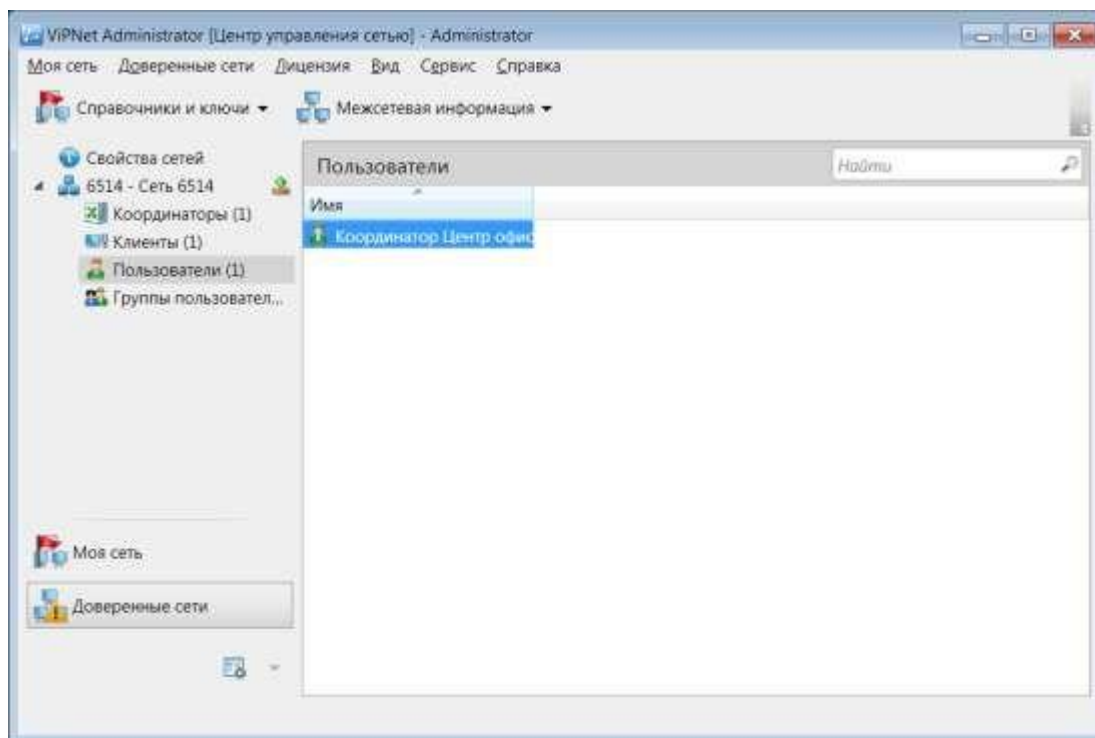 ViPNet Administrator [Центр управления сетью] - Administrator
Моя сеть Доверенные сети Лицензия Вид Сервис Справка
Справочники и ключи Межсетевая информация
Свойства сетей
6514 - Сеть 6514
Координаторы (1)
Клиенты (1)
Пользователи (1)
Группы пользовател...
Моя сеть
Доверенные сети
Пользователи
Найти
Имя
Координатор Центр офис